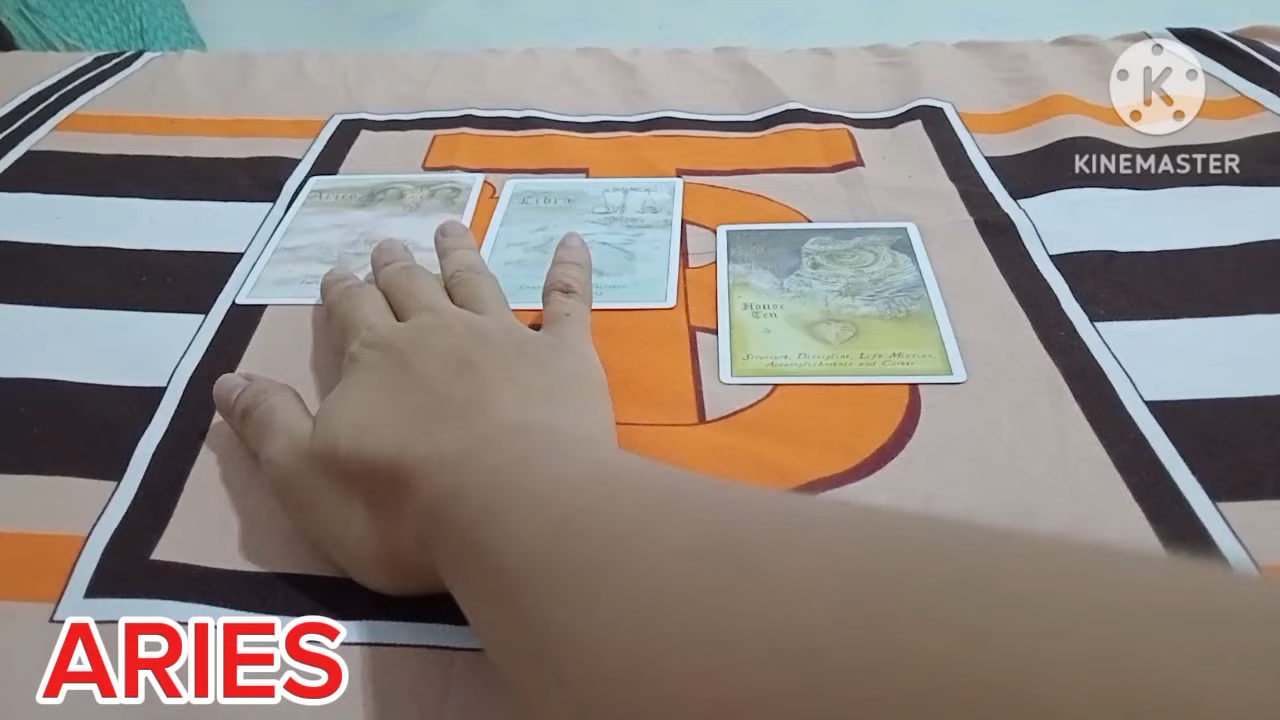 K
KINEMASTER
Aries
Libra
House
Ten
Structure, Discipline, Life Mission,
Accomplishments and Career
ARIES